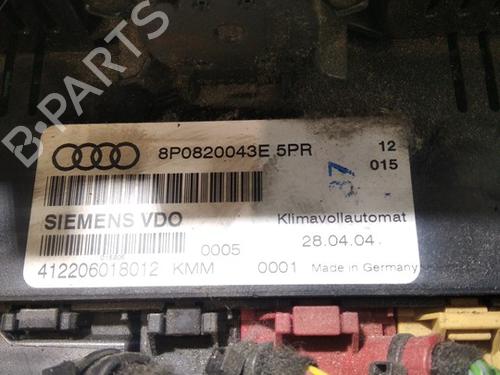 B-PARTS
8P0820043E 5PR
12
015
SIEMENS VDO
Klimavollautomat
0005
28.04.04.
412206018012 KMM
0001 Made in Germany